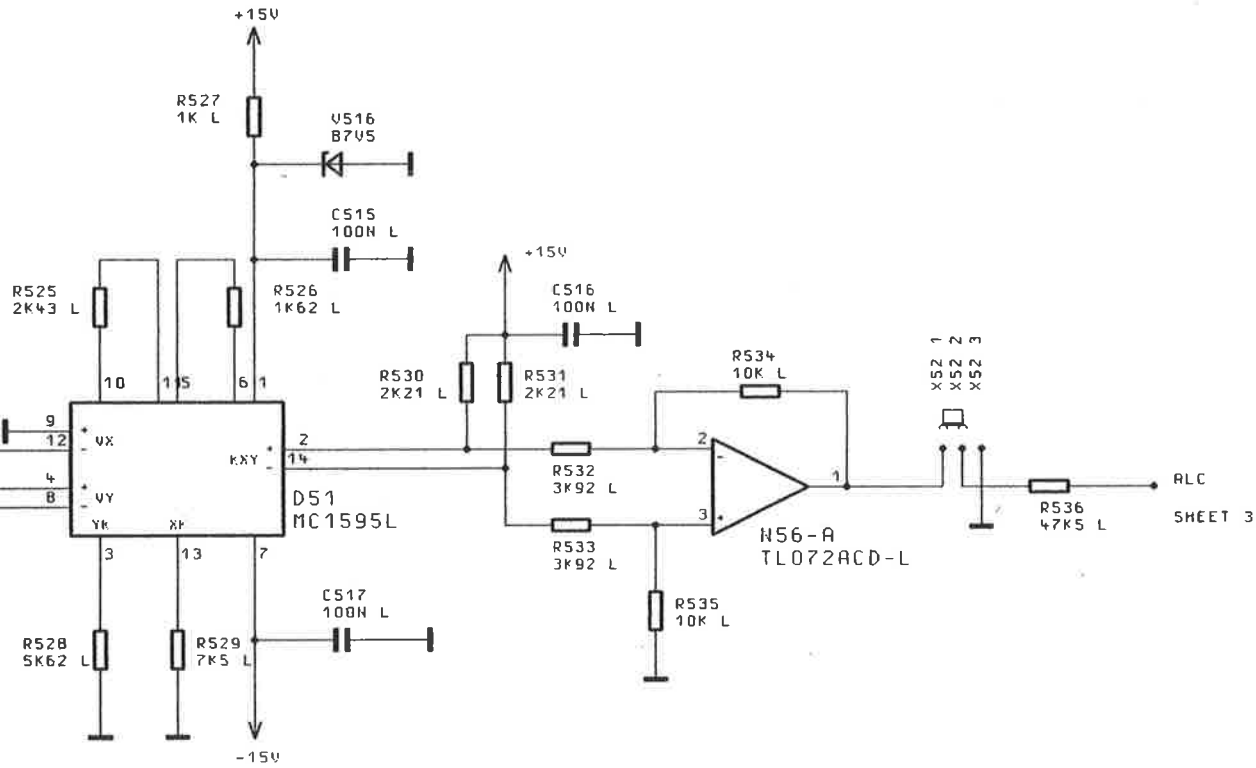 +15V
R527
1K L
V516
B7V5
C515
100N L
+15V
R525
2K43 L
R526
1K62 L
C516
100N L
X52 1
X52 2
X52 3
R534
10K L
R530
2K21 L
R531
2K21 L
10
11
5
6
1
9
+
12
-
VX
2
+
KXY
14
-
2
-
4
+
VY
8
-
D51
MC1595L
R532
3K92 L
1
ALC
SHEET 3
R536
47K5 L
3
+
R533
3K92 L
N56-A
TL072ACD-L
3
13
7
C517
100N L
R535
10K L
R528
5K62 L
R529
7K5 L
-15V